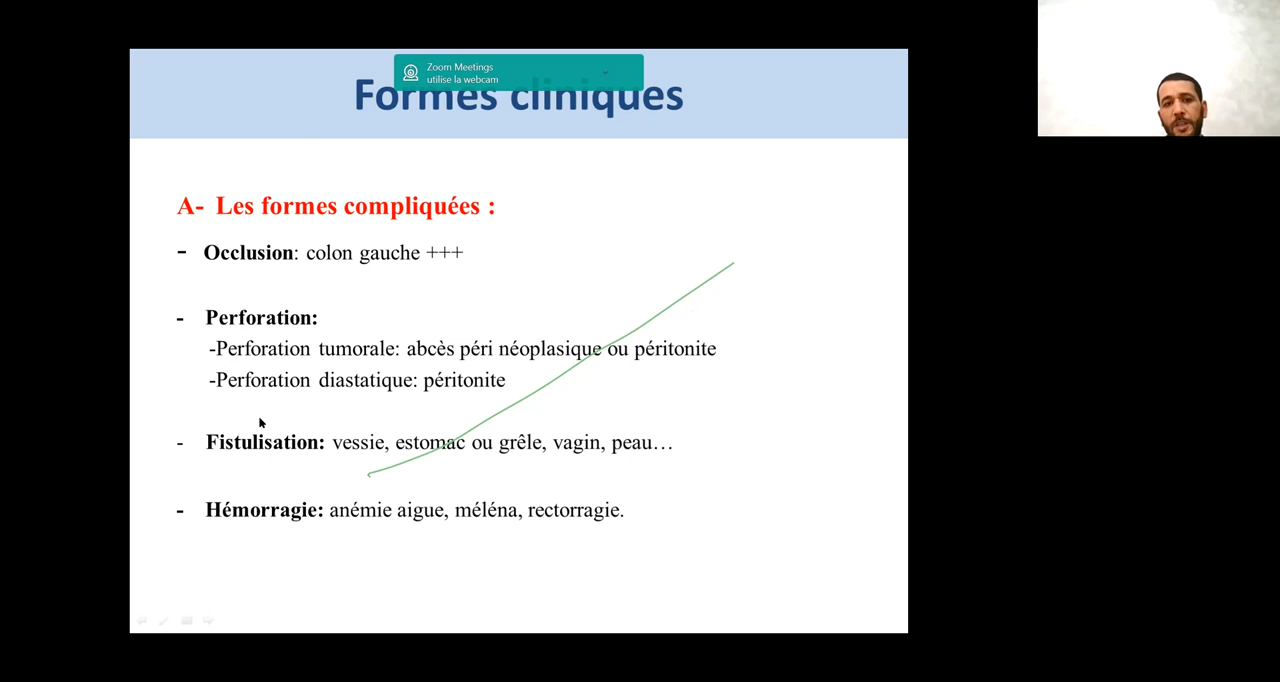 Zoom Meetings
utilise la webcam
Formes cliniques
A- Les formes compliquées :
- Occlusion: colon gauche +++
- Perforation:
-Perforation tumorale: abcès péri néoplasique ou péritonite
-Perforation diastatique: péritonite
- Fistulisation: vessie, estomac ou grêle, vagin, peau…
- Hémorragie: anémie aigue, méléna, rectorragie.